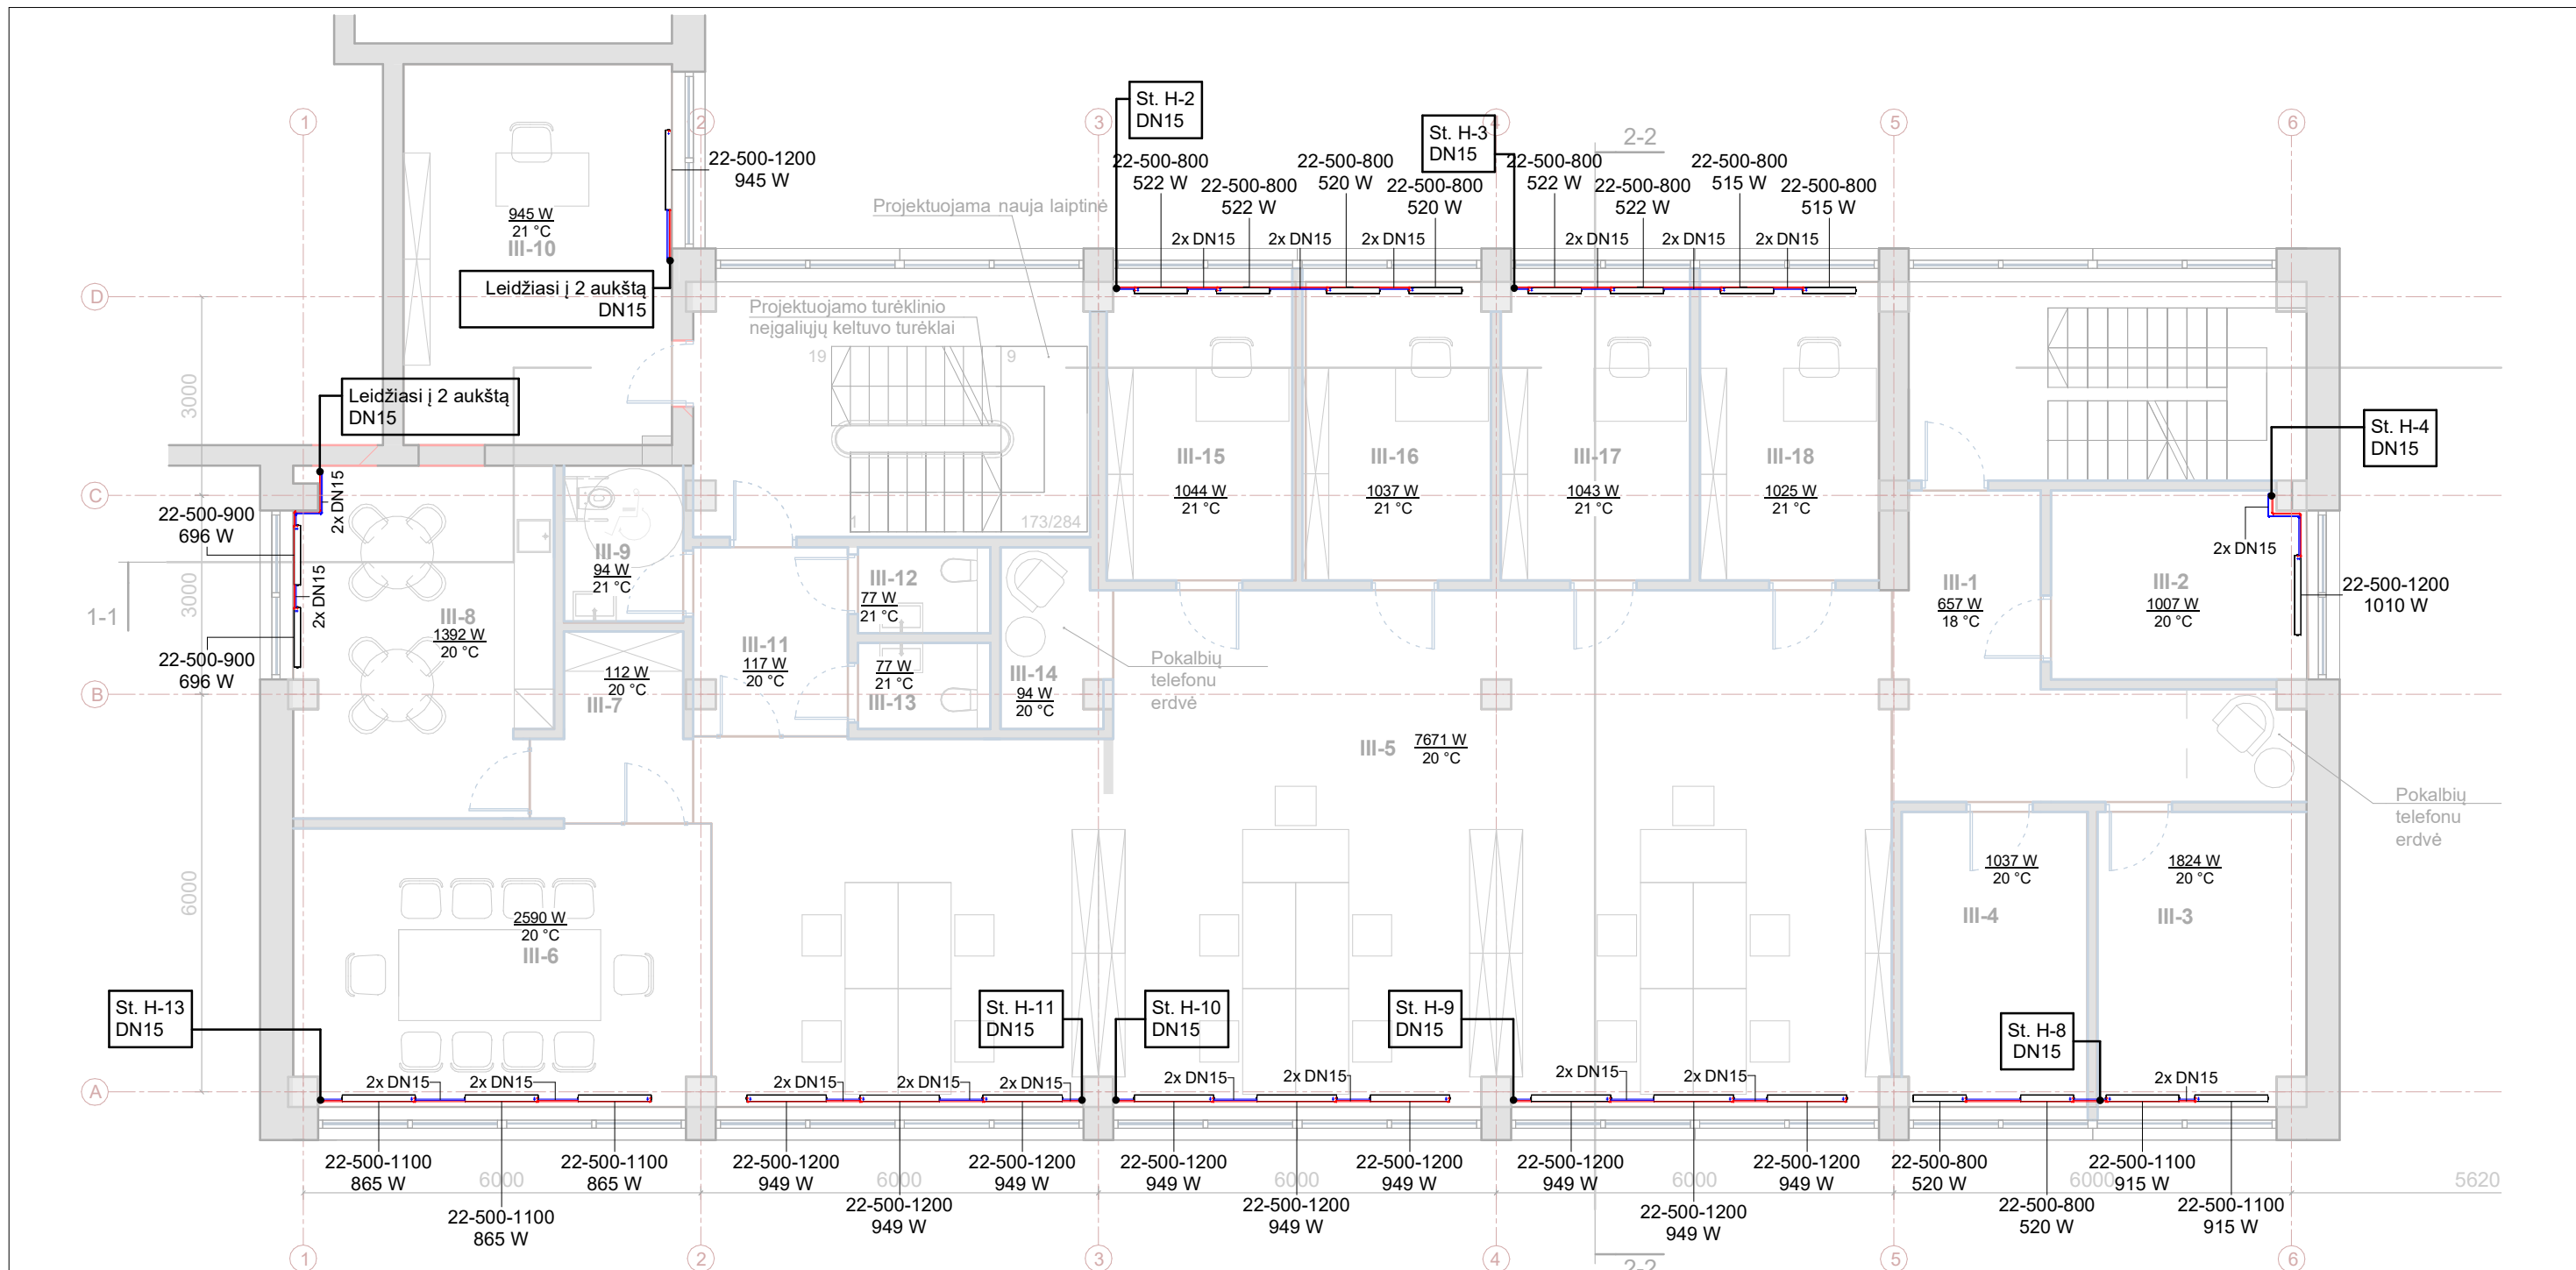 1
2
3
4
5
6
St. H-2
DN15
St. H-3
DN15
2-2
22-500-1200
945 W
22-500-800
522 W
22-500-800
522 W
22-500-800
520 W
22-500-800
520 W
22-500-800
522 W
22-500-800
522 W
22-500-800
515 W
22-500-800
515 W
2x DN15
2x DN15
2x DN15
2x DN15
2x DN15
2x DN15
Projektuojama nauja laiptinė
945 W
21 °C
III-10
Leidžiasi į 2 aukštą
DN15
D
Projektuojamo turėklinio
neįgaliųjų keltuvo turėklai
19
9
1
173/284
3000
Leidžiasi į 2 aukštą
DN15
2x DN15
St. H-4
DN15
C
22-500-900
696 W
2x DN15
3000
1-1
22-500-900
696 W
III-8
1392 W
20 °C
III-9
94 W
21 °C
112 W
20 °C
III-7
III-11
117 W
20 °C
III-12
77 W
21 °C
77 W
21 °C
III-13
III-14
94 W
20 °C
Pokalbių
telefonu
erdvė
III-15
1044 W
21 °C
III-16
1037 W
21 °C
III-17
1043 W
21 °C
III-18
1025 W
21 °C
III-1
657 W
18 °C
III-2
1007 W
20 °C
2x DN15
22-500-1200
1010 W
B
III-5
7671 W
20 °C
Pokalbių
telefonu
erdvė
6000
2590 W
20 °C
III-6
1037 W
20 °C
III-4
1824 W
20 °C
III-3
St. H-13
DN15
St. H-11
DN15
St. H-10
DN15
St. H-9
DN15
St. H-8
DN15
A
2x DN15
2x DN15
2x DN15
2x DN15
2x DN15
2x DN15
2x DN15
2x DN15
2x DN15
2x DN15
22-500-1100
865 W
22-500-1100
865 W
22-500-1100
865 W
22-500-1200
949 W
22-500-1200
949 W
22-500-1200
949 W
22-500-1200
949 W
22-500-1200
949 W
22-500-1200
949 W
22-500-1200
949 W
22-500-1200
949 W
22-500-1200
949 W
22-500-800
520 W
22-500-800
520 W
22-500-1100
915 W
22-500-1100
915 W
6000
6000
6000
6000
6000
5620
1
2
3
4
2-2
5
6